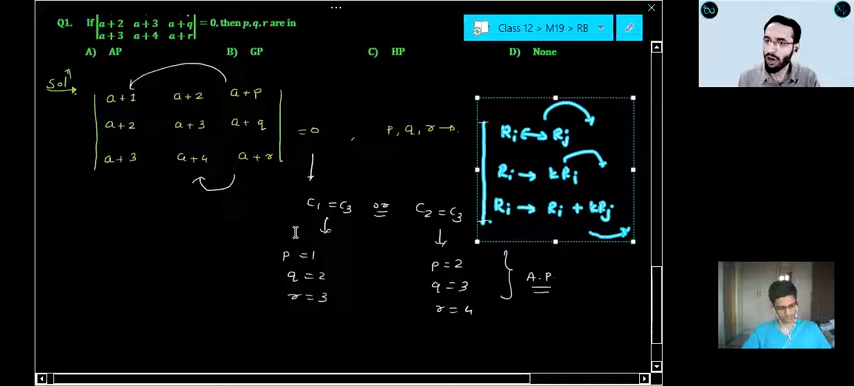 Class 12 > M19 > RB
Q1. If |a + 2 a + 3 a + q| = 0, then p, q, r are in
a + 3 a + 4 a + r
A) AP B) GP C) HP D) None
Solⁿ
a+1 a+2 a+p
a+2 a+3 a+q
a+3 a+4 a+r
= 0 , p, q, r →
C₁ = C₃ or C₂ = C₃
p = 1
q = 2
r = 3
p = 2
q = 3
r = 4
A.P
Rᵢ ↔ Rⱼ
Rᵢ → kRᵢ
Rᵢ → Rᵢ + kRⱼ